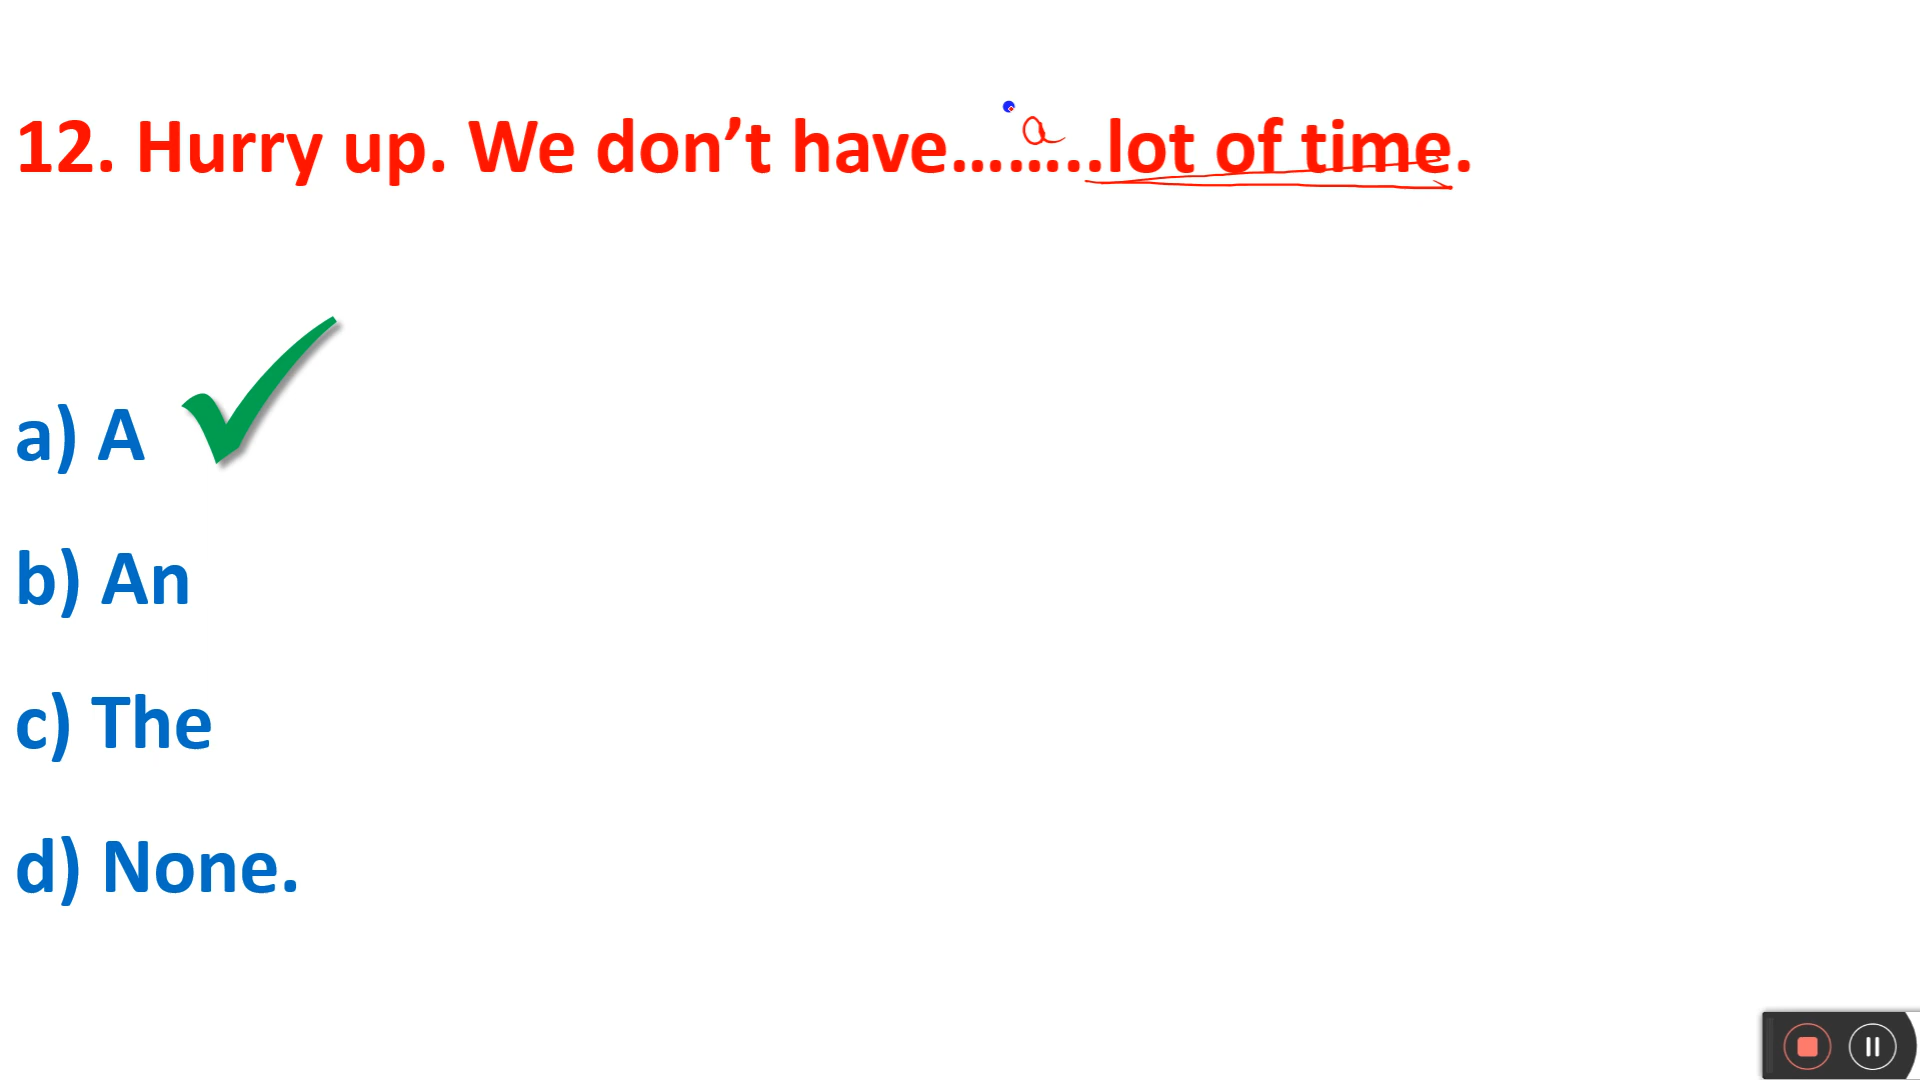 12. Hurry up. We don’t have........lot of time.
a
a) A
b) An
c) The
d) None.